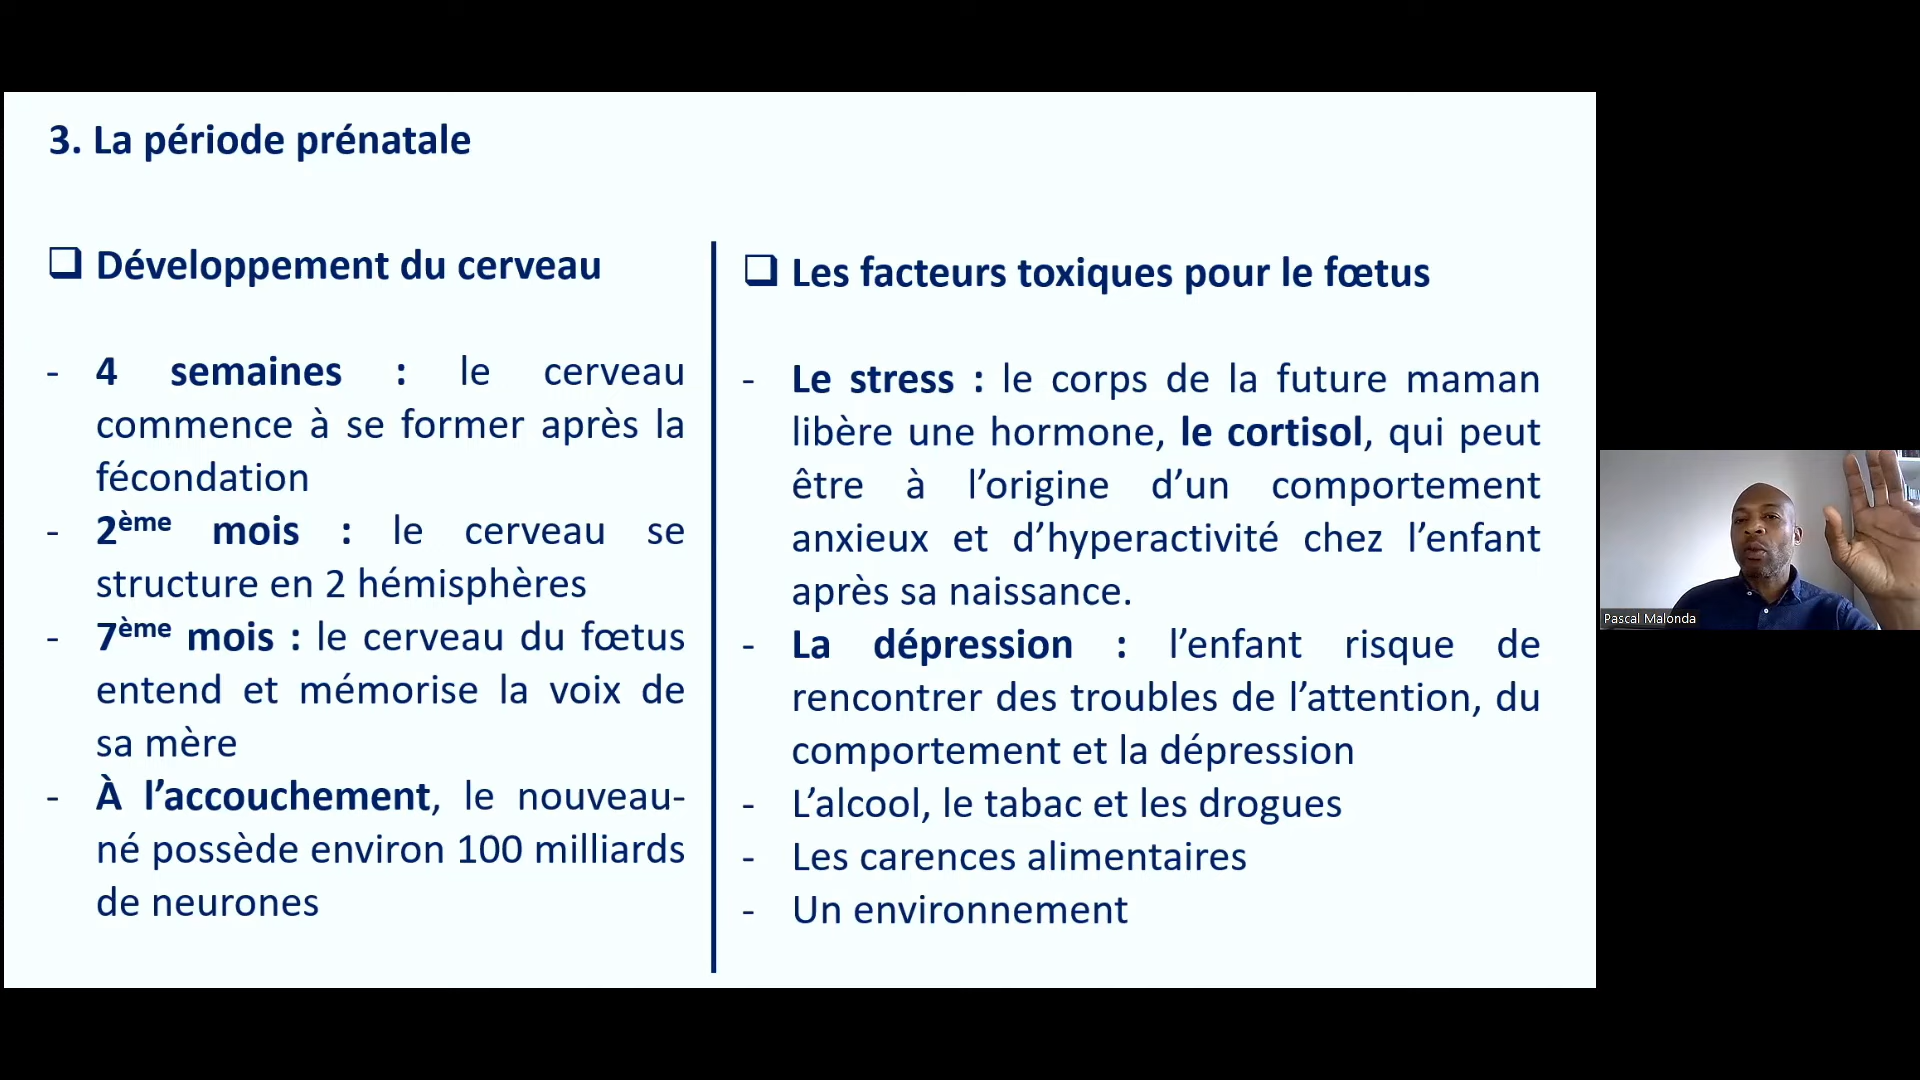 3. La période prénatale
❑ Développement du cerveau
- 4 semaines : le cerveau
commence à se former après la
fécondation
- 2ème mois : le cerveau se
structure en 2 hémisphères
- 7ème mois : le cerveau du fœtus
entend et mémorise la voix de
sa mère
- À l’accouchement, le nouveau-
né possède environ 100 milliards
de neurones
❑ Les facteurs toxiques pour le fœtus
- Le stress : le corps de la future maman
libère une hormone, le cortisol, qui peut
être à l’origine d’un comportement
anxieux et d’hyperactivité chez l’enfant
après sa naissance.
- La dépression : l’enfant risque de
rencontrer des troubles de l’attention, du
comportement et la dépression
- L’alcool, le tabac et les drogues
- Les carences alimentaires
- Un environnement
Pascal Malonda